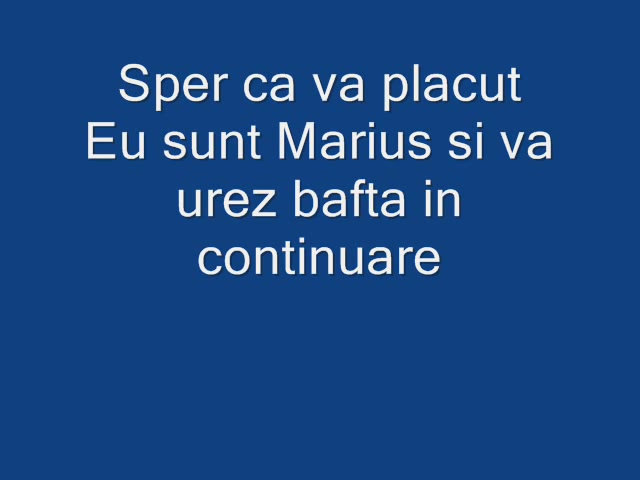 Sper ca va placut
Eu sunt Marius si va
urez bafta in
continuare